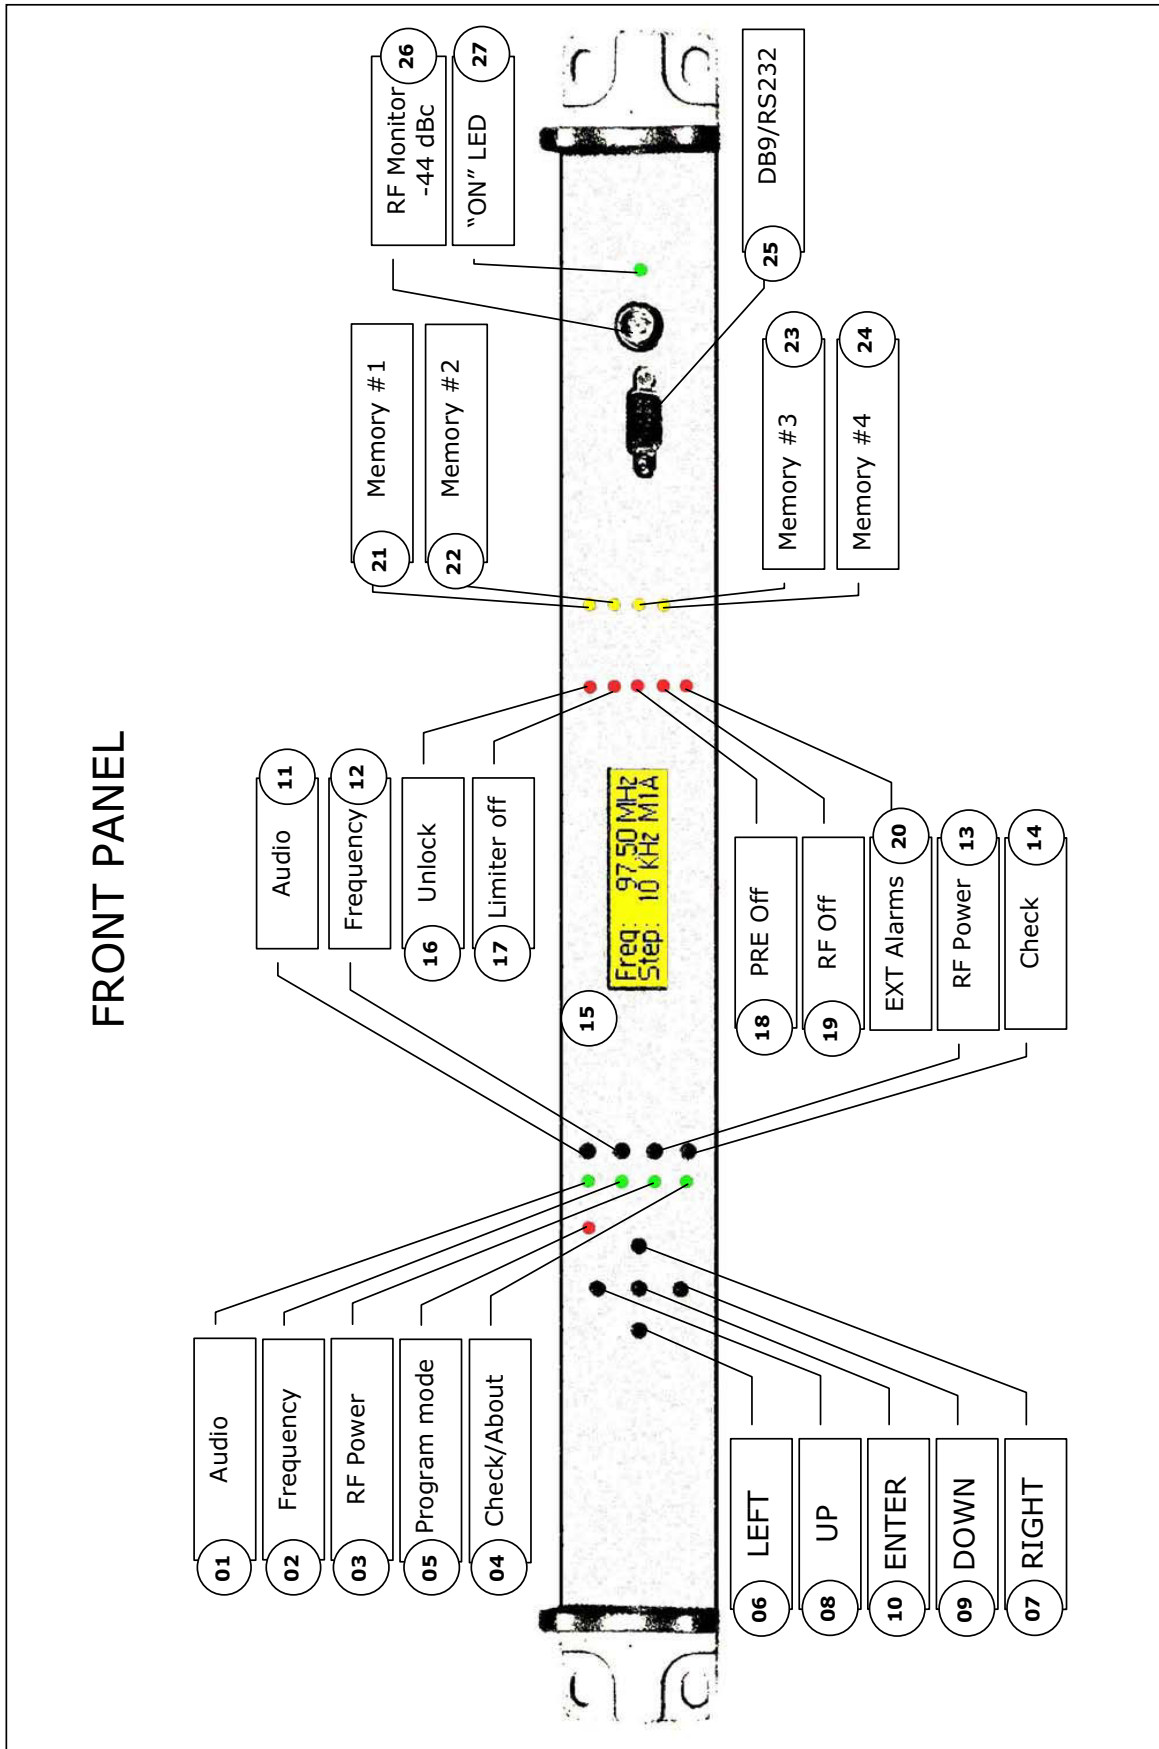 FRONT PANEL
01 Audio
02 Frequency
03 RF Power
05 Program mode
04 Check/About
11 Audio
12 Frequency
16 Unlock
17 Limiter off
21 Memory #1
22 Memory #2
26 RF Monitor
-44 dBc
27 "ON" LED
15
Freq: 97.50 MHz
Step: 10 KHz M1A
06 LEFT
08 UP
10 ENTER
09 DOWN
07 RIGHT
18 PRE Off
19 RF Off
20 EXT Alarms
13 RF Power
14 Check
23 Memory #3
24 Memory #4
25 DB9/RS232